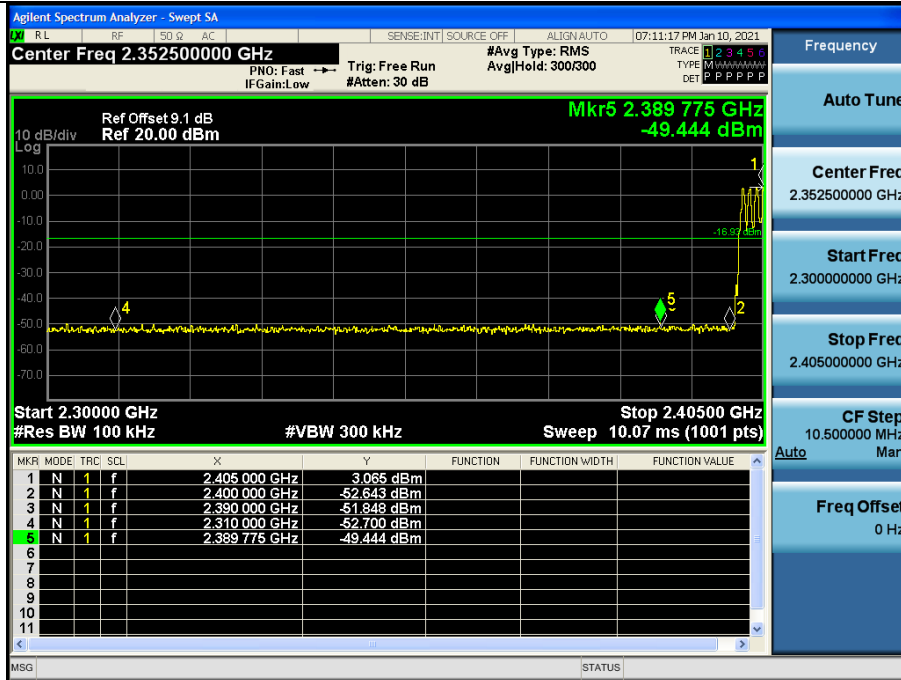 Agilent Spectrum Analyzer - Swept SA
LXI RL RF 50 Ω AC SENSE:INT SOURCE OFF ALIGNAUTO 07:11:17 PM Jan 10, 2021
Center Freq 2.352500000 GHz
PNO: Fast
IFGain:Low
Trig: Free Run
#Atten: 30 dB
#Avg Type: RMS
Avg|Hold: 300/300
TRACE 1 2 3 4 5 6
TYPE M
DET P P P P P P
Mkr5 2.389 775 GHz
-49.444 dBm
Ref Offset 9.1 dB
10 dB/div Ref 20.00 dBm
Log
10.0
0.00
-10.0
-20.0
-30.0
-40.0
-50.0
-60.0
-70.0
1
-16.93 dBm
4
5
2
Start 2.30000 GHz Stop 2.40500 GHz
#Res BW 100 kHz #VBW 300 kHz Sweep 10.07 ms (1001 pts)
MKR MODE TRC SCL X Y FUNCTION FUNCTION WIDTH FUNCTION VALUE
1 N 1 f 2.405 000 GHz 3.065 dBm
2 N 1 f 2.400 000 GHz -52.643 dBm
3 N 1 f 2.390 000 GHz -51.848 dBm
4 N 1 f 2.310 000 GHz -52.700 dBm
5 N 1 f 2.389 775 GHz -49.444 dBm
6
7
8
9
10
11
MSG STATUS
Frequency
Auto Tune
Center Freq
2.352500000 GHz
Start Freq
2.300000000 GHz
Stop Freq
2.405000000 GHz
CF Step
10.500000 MHz
Auto Man
Freq Offset
0 Hz